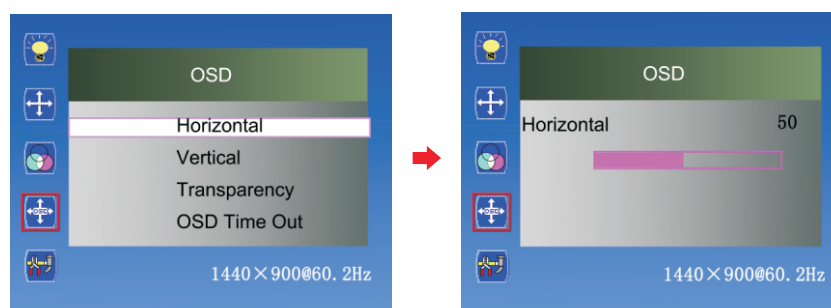 OSD
Horizontal
Vertical
Transparency
OSD Time Out
1440×900@60.2Hz
OSD
Horizontal 50
1440×900@60.2Hz